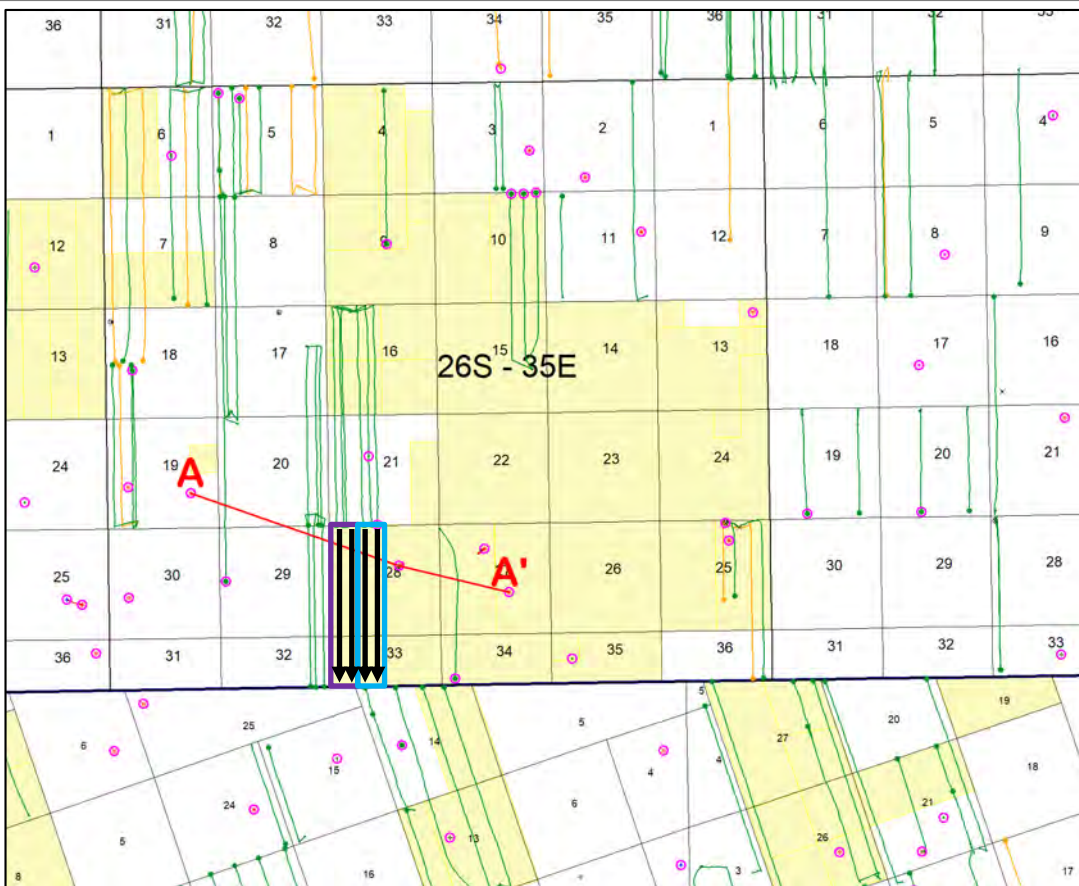 36 31 32 33 34 35 36 31 32 33
1 6 5 4 3 2 1 6 5 4
12 7 8 9 10 11 12 7 8 9
13 18 17 16 15 14 13 18 17 16
26S - 35E
24 19 20 21 22 23 24 19 20 21
A
25 30 29 28 A' 26 25 30 29 28
36 31 32 33 34 35 36 31 32 33
6 25 14 5 5 27 20 19
15 4 4 18
24 6 21
5 13 26
8 16 3 17